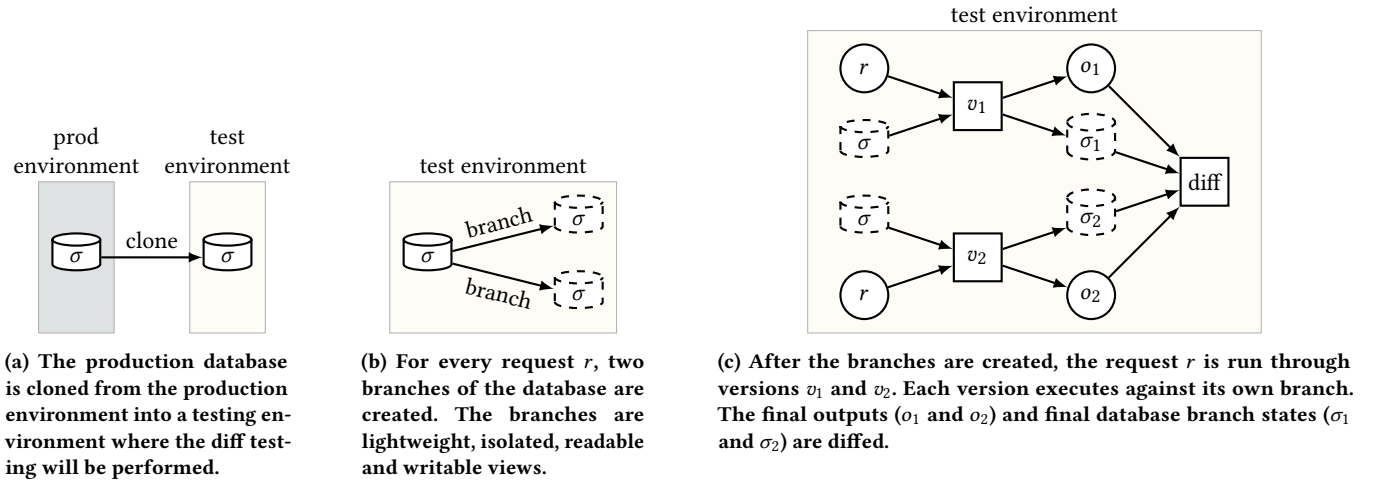 prod
environment
test
environment
σ
clone
σ
(a) The production database
is cloned from the production
environment into a testing en-
vironment where the diff test-
ing will be performed.
test environment
σ
branch
branch
σ
σ
(b) For every request r, two
branches of the database are
created. The branches are
lightweight, isolated, readable
and writable views.
test environment
r
σ
v₁
o₁
σ₁
σ
r
v₂
σ₂
o₂
diff
(c) After the branches are created, the request r is run through
versions v₁ and v₂. Each version executes against its own branch.
The final outputs (o₁ and o₂) and final database branch states (σ₁
and σ₂) are diffed.